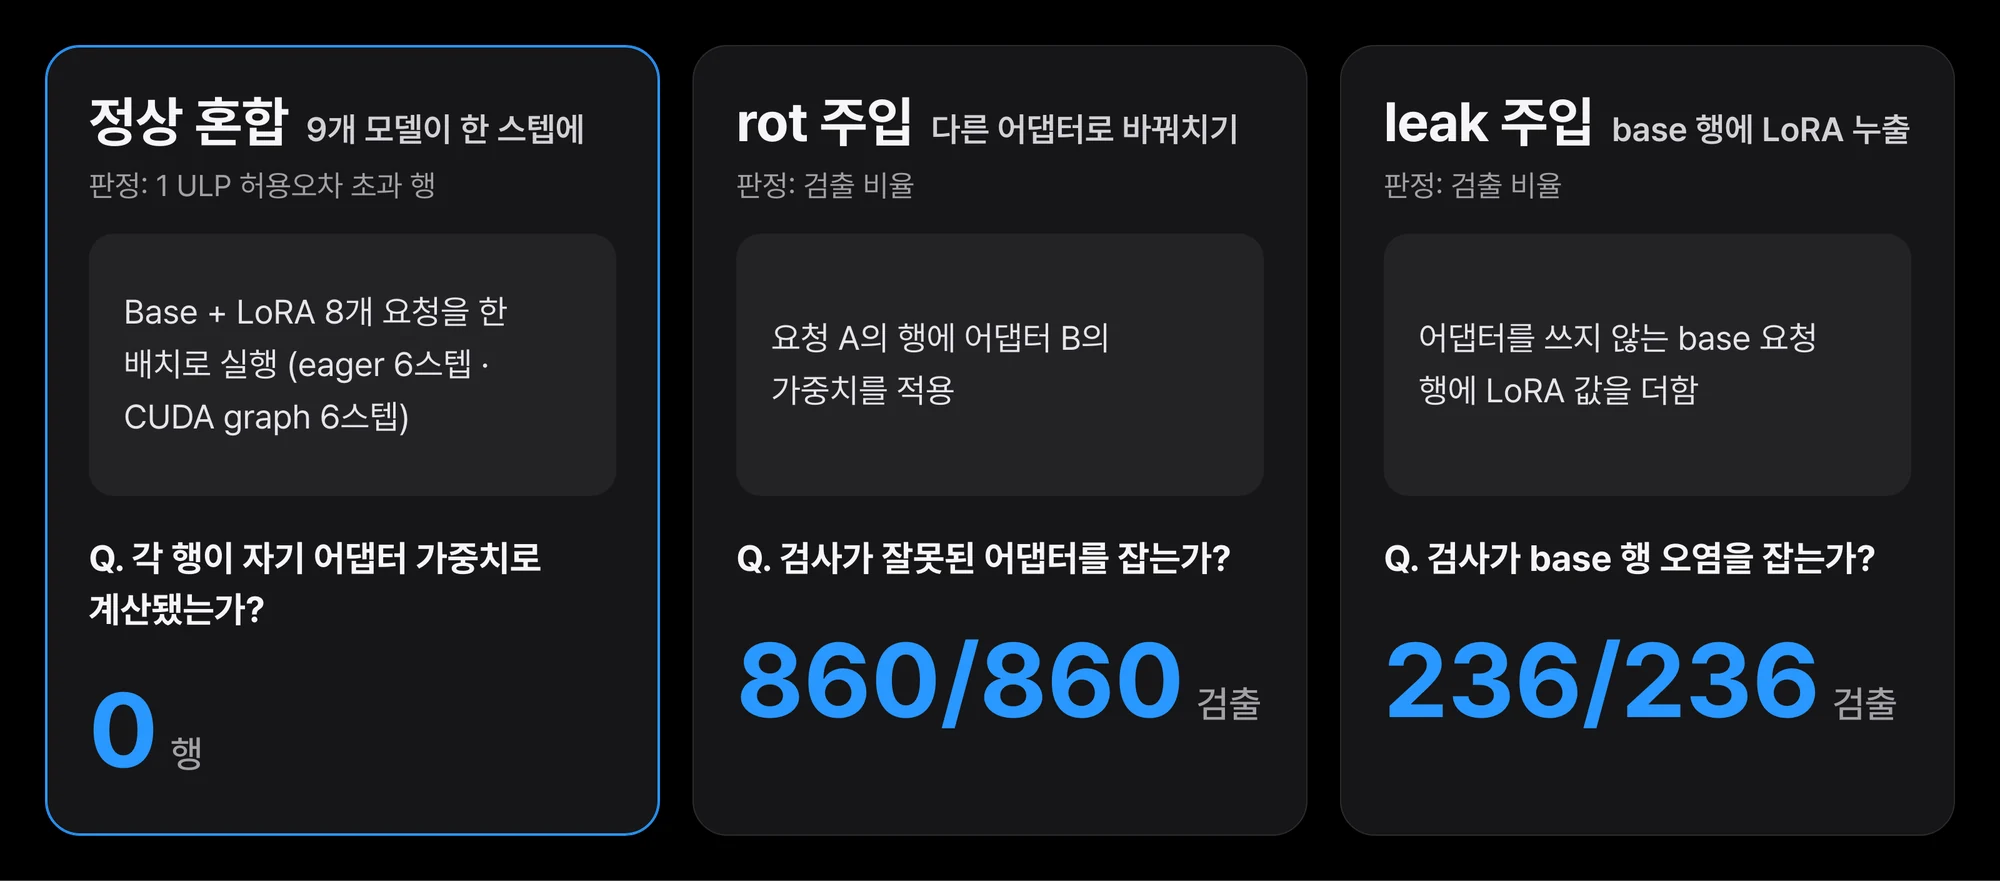 정상 혼합 9개 모델이 한 스텝에
판정: 1 ULP 허용오차 초과 행
Base + LoRA 8개 요청을 한
배치로 실행 (eager 6스텝 ·
CUDA graph 6스텝)
Q. 각 행이 자기 어댑터 가중치로
계산됐는가?
0 행
rot 주입 다른 어댑터로 바꿔치기
판정: 검출 비율
요청 A의 행에 어댑터 B의
가중치를 적용
Q. 검사가 잘못된 어댑터를 잡는가?
860/860 검출
leak 주입 base 행에 LoRA 누출
판정: 검출 비율
어댑터를 쓰지 않는 base 요청
행에 LoRA 값을 더함
Q. 검사가 base 행 오염을 잡는가?
236/236 검출